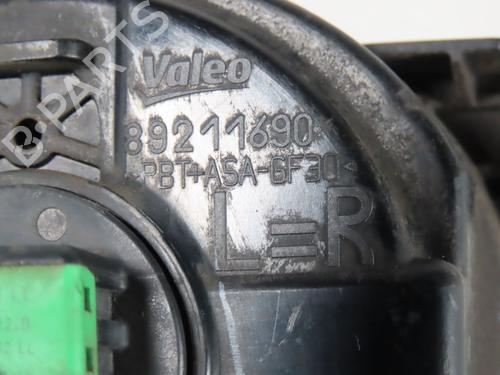 Valeo
89211690
PBT+ASA-GF30<
L=R
B-PARTS